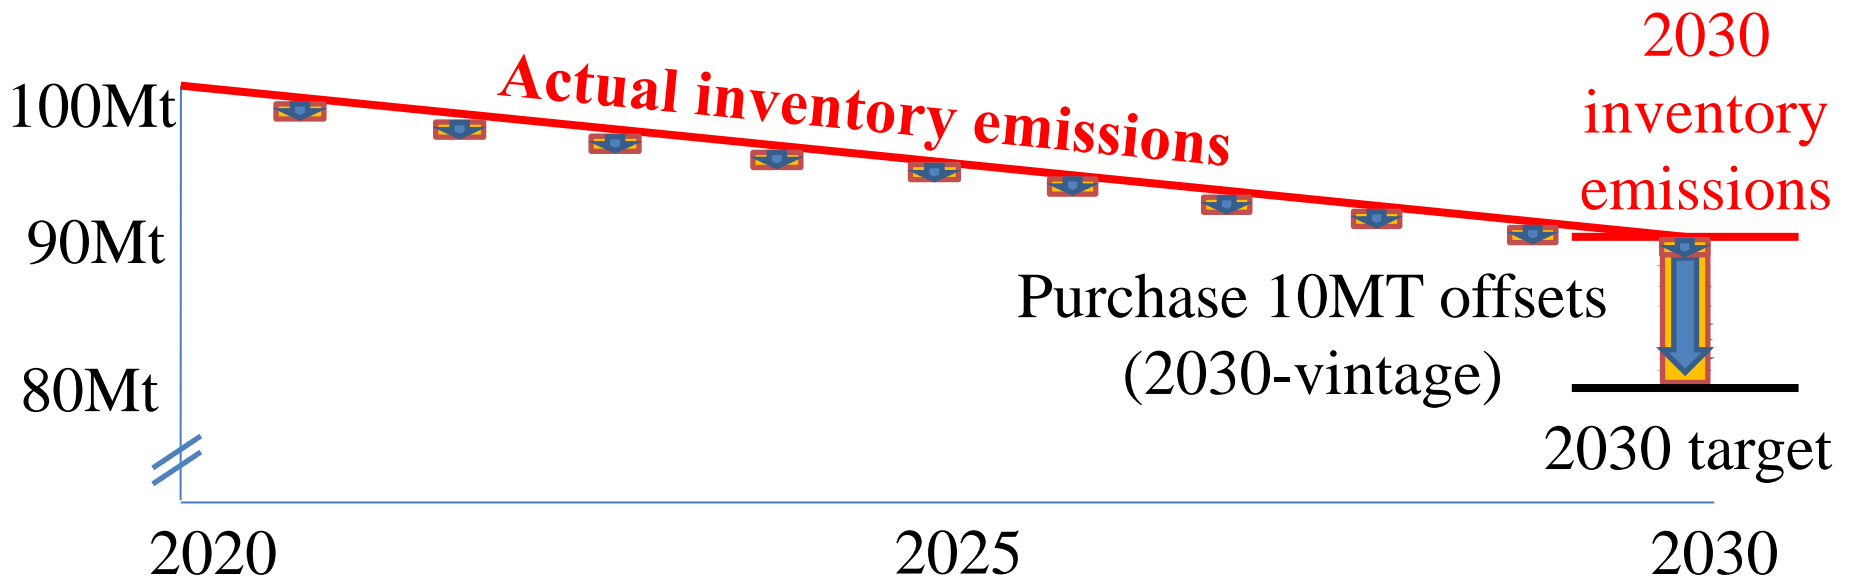 2030
inventory
emissions
Actual inventory emissions
100Mt
90Mt
80Mt
Purchase 10MT offsets
(2030-vintage)
2030 target
2020
2025
2030